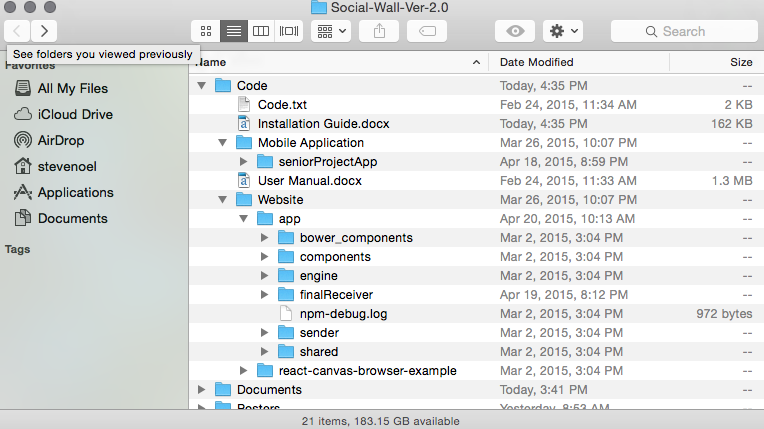 Social-Wall-Ver-2.0
Search
See folders you viewed previously
Favorites
All My Files
iCloud Drive
AirDrop
stevenoel
Applications
Documents
Tags
Name Date Modified Size
Code Today, 4:35 PM --
Code.txt Feb 24, 2015, 11:34 AM 2 KB
Installation Guide.docx Today, 4:35 PM 162 KB
Mobile Application Mar 26, 2015, 10:07 PM --
seniorProjectApp Apr 18, 2015, 8:59 PM --
User Manual.docx Feb 24, 2015, 11:33 AM 1.3 MB
Website Mar 26, 2015, 10:07 PM --
app Apr 20, 2015, 10:13 AM --
bower_components Mar 2, 2015, 3:04 PM --
components Mar 2, 2015, 3:04 PM --
engine Mar 2, 2015, 3:04 PM --
finalReceiver Apr 19, 2015, 8:12 PM --
npm-debug.log Mar 2, 2015, 3:04 PM 972 bytes
sender Mar 2, 2015, 3:04 PM --
shared Mar 2, 2015, 3:04 PM --
react-canvas-browser-example Mar 2, 2015, 3:04 PM --
Documents Today, 3:41 PM --
Posters Yesterday, 8:53 AM --
21 items, 183.15 GB available